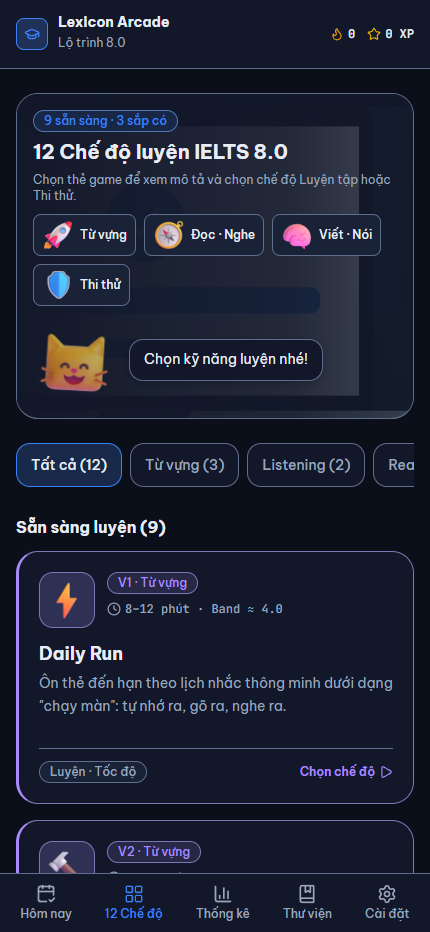 Lexicon Arcade
Lộ trình 8.0
0
0 XP
9 sẵn sàng · 3 sắp có
12 Chế độ luyện IELTS 8.0
Chọn thẻ game để xem mô tả và chọn chế độ Luyện tập hoặc
Thi thử.
Từ vựng
Đọc · Nghe
Viết · Nói
Thi thử
Chọn kỹ năng luyện nhé!
Tất cả (12)
Từ vựng (3)
Listening (2)
Rea
Sẵn sàng luyện (9)
V1 · Từ vựng
8–12 phút · Band ≈ 4.0
Daily Run
Ôn thẻ đến hạn theo lịch nhắc thông minh dưới dạng
"chạy màn": tự nhớ ra, gõ ra, nghe ra.
Luyện · Tốc độ
Chọn chế độ
V2 · Từ vựng
Hôm nay
12 Chế độ
Thống kê
Thư viện
Cài đặt